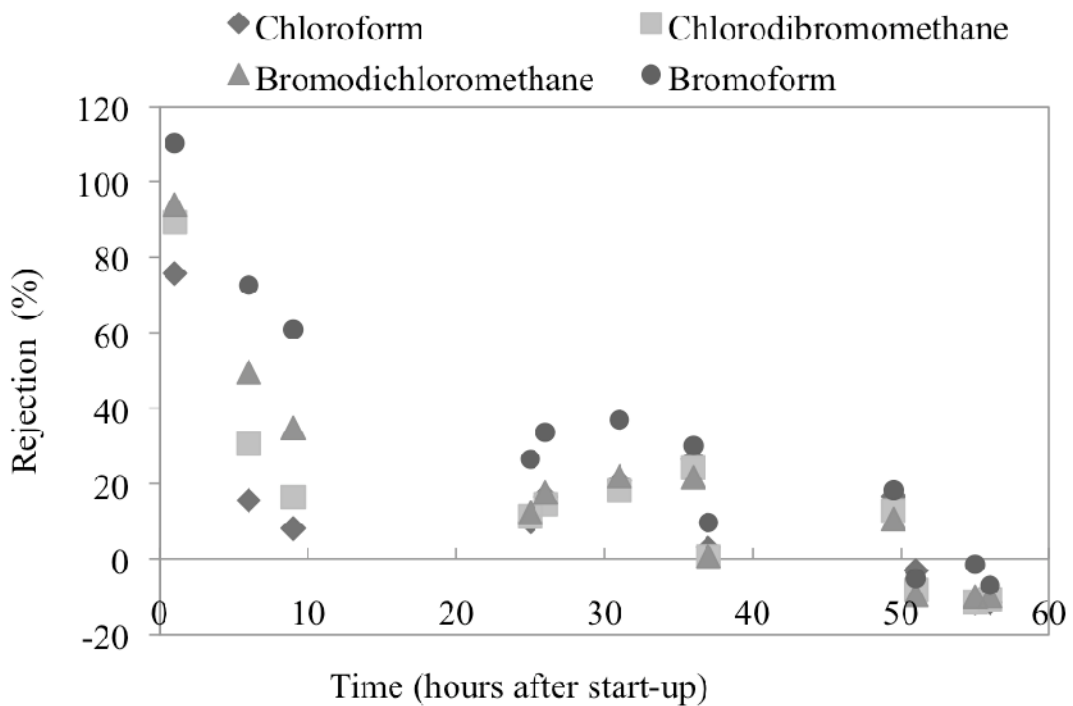 Chloroform Chlorodibromomethane
Bromodichloromethane Bromoform
120
100
80
60
40
20
0
-20
0 10 20 30 40 50 60
Rejection (%)
Time (hours after start-up)